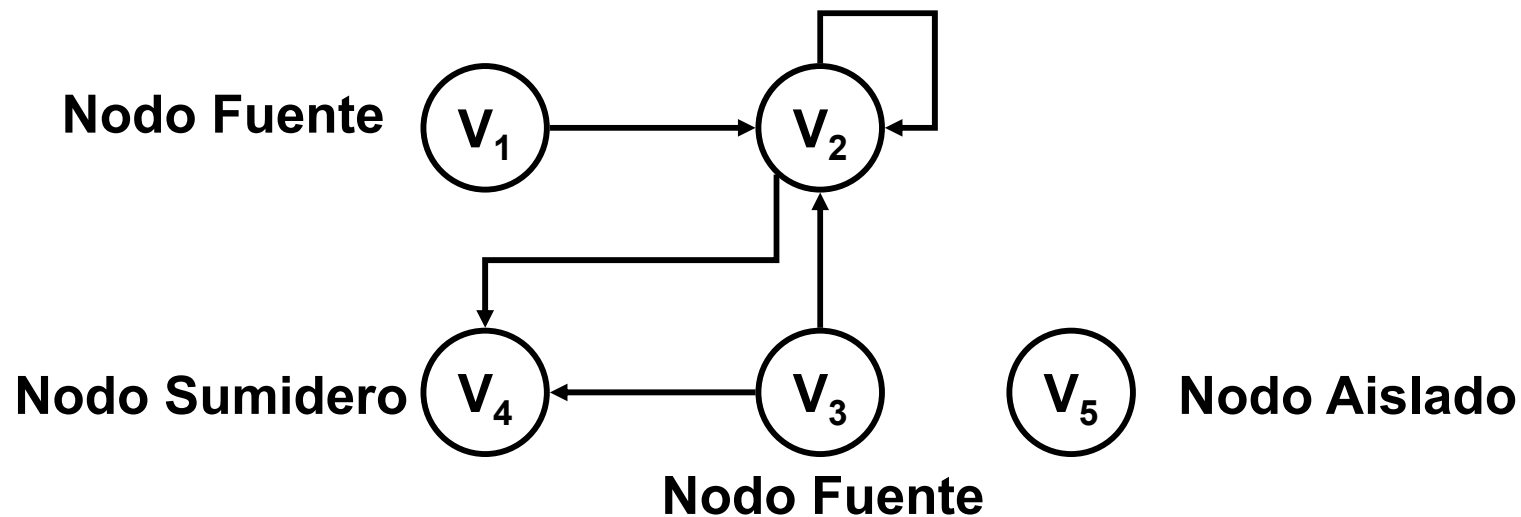 Nodo Fuente
V₁
V₂
Nodo Sumidero
V₄
V₃
V₅
Nodo Aislado
Nodo Fuente